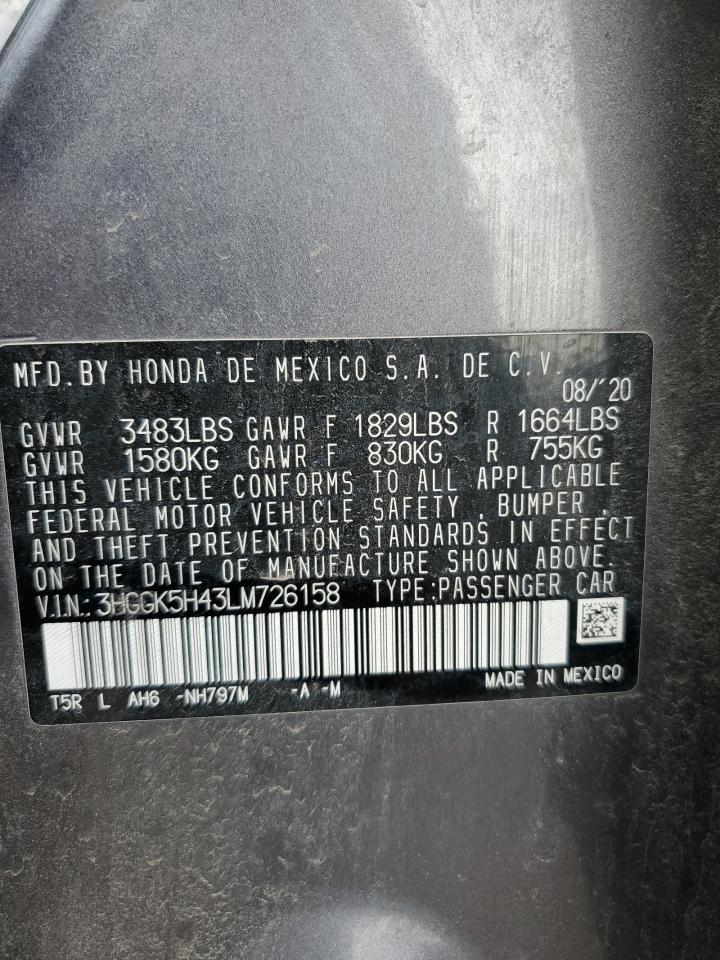 MFD.BY HONDA DE MEXICO S.A. DE C.V.
08/'20
GVWR 3483LBS GAWR F 1829LBS R 1664LBS
GVWR 1580KG GAWR F 830KG R 755KG
THIS VEHICLE CONFORMS TO ALL APPLICABLE
FEDERAL MOTOR VEHICLE SAFETY , BUMPER ,
AND THEFT PREVENTION STANDARDS IN EFFECT
ON THE DATE OF MANUFACTURE SHOWN ABOVE.
V.I.N.: 3HGGK5H43LM726158 TYPE:PASSENGER CAR
T5R L AH6 -NH797M -A -M MADE IN MEXICO